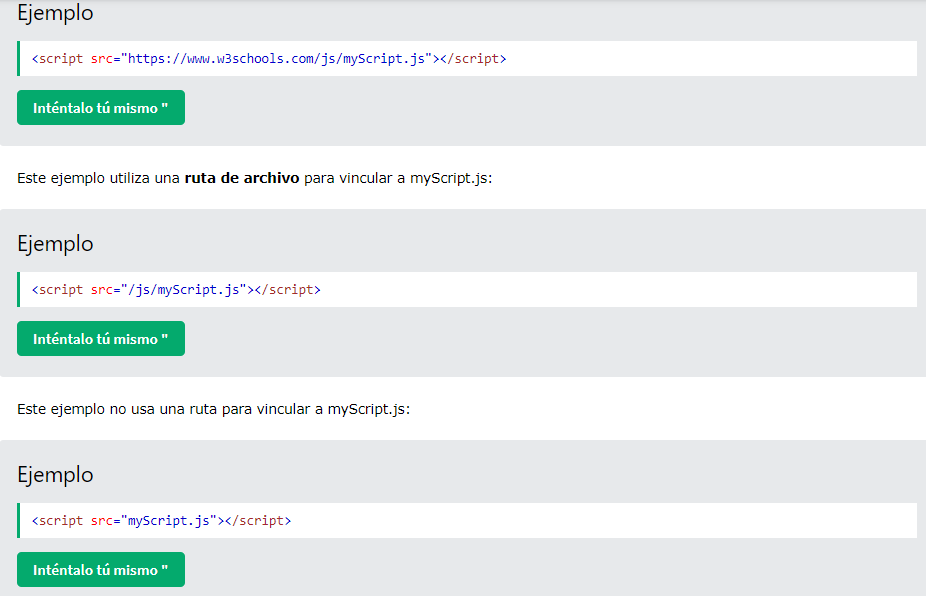 Ejemplo
<script src="https://www.w3schools.com/js/myScript.js"></script>
Inténtalo tú mismo "
Este ejemplo utiliza una ruta de archivo para vincular a myScript.js:
Ejemplo
<script src="/js/myScript.js"></script>
Inténtalo tú mismo "
Este ejemplo no usa una ruta para vincular a myScript.js:
Ejemplo
<script src="myScript.js"></script>
Inténtalo tú mismo "